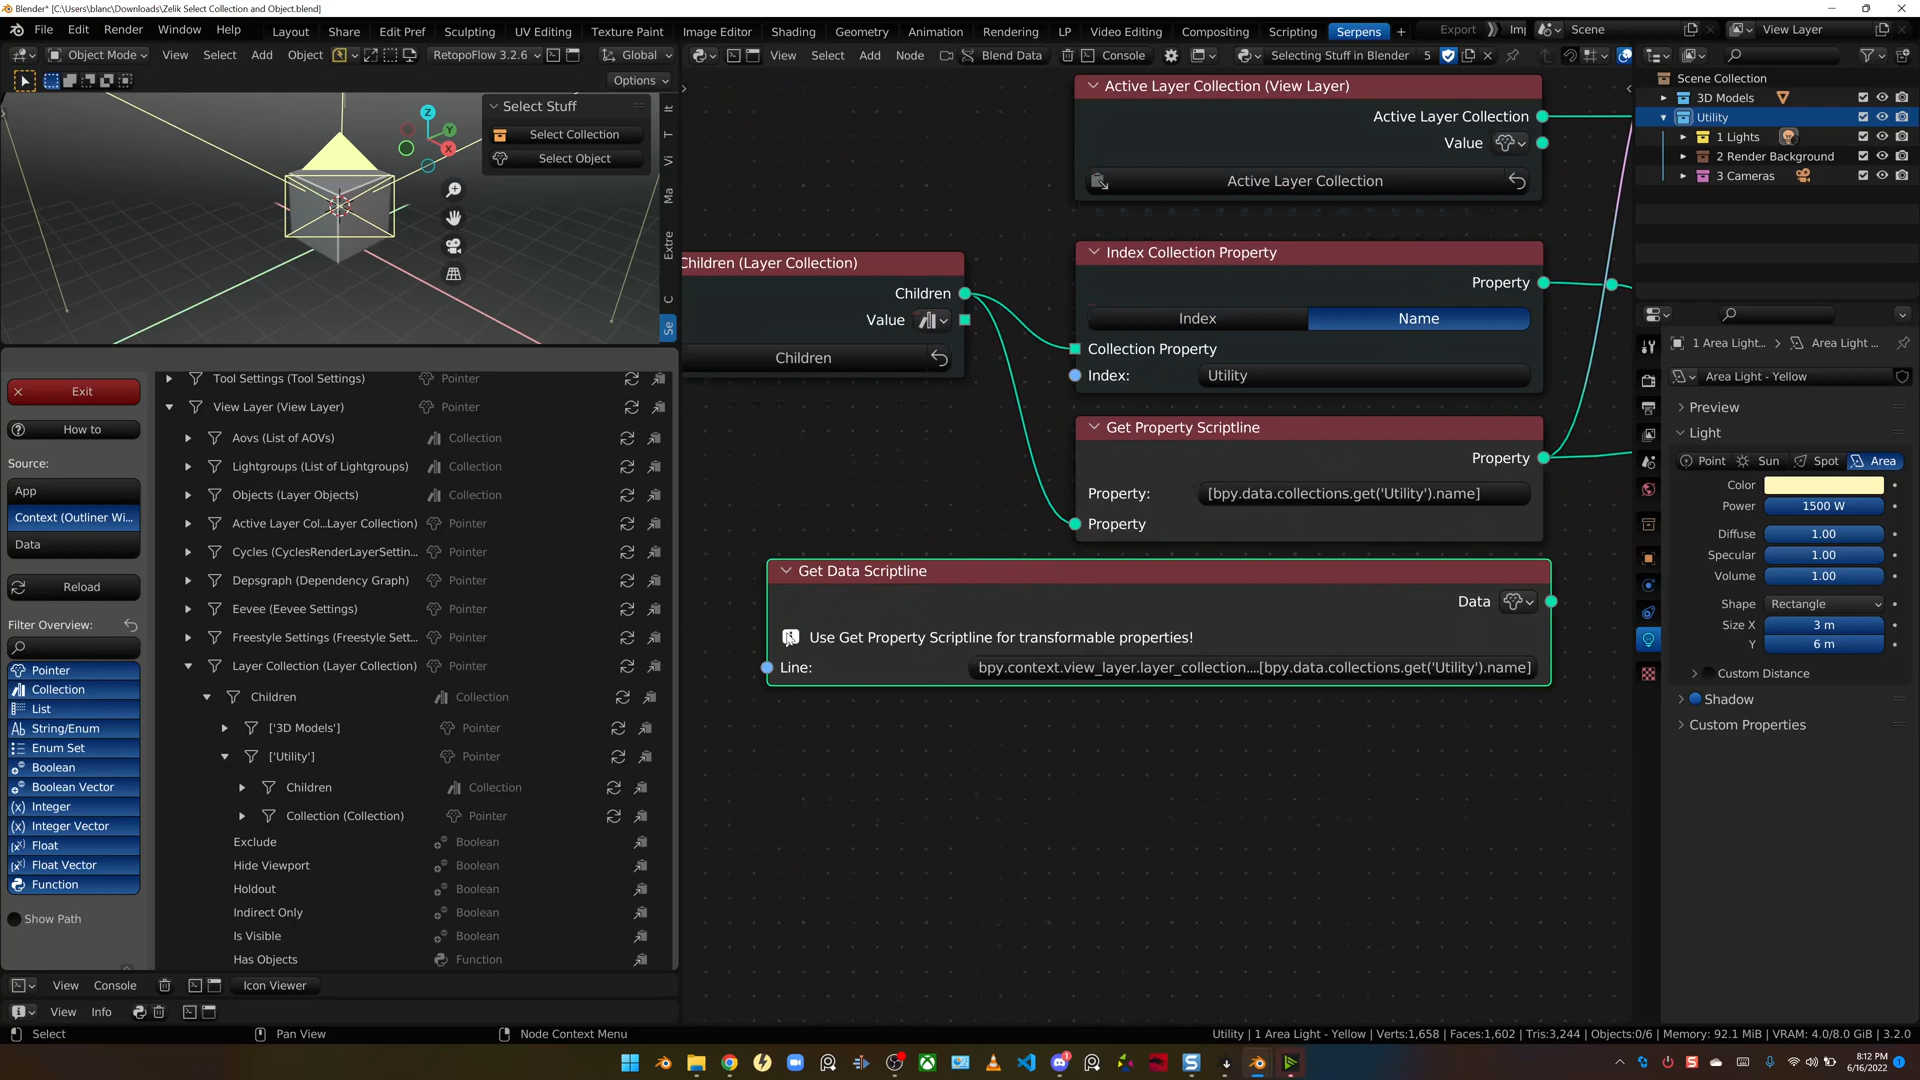 Blender* [C:\Users\blanc\Downloads\Zelik Select Collection and Object.blend]
File Edit Render Window Help Layout Share Edit Pref Sculpting UV Editing Texture Paint Image Editor Shading Geometry Animation Rendering LP Video Editing Compositing Scripting Serpens + Export Scene View Layer
Object Mode View Select Add Object RetopoFlow 3.2.6 Global View Select Add Node Blend Data Console Selecting Stuff in Blender 5
Options
Select Stuff
Select Collection
Select Object
It
T
Vi
Ma
Extre
C
Se
Z
Y
X
Exit
How to
Source:
App
Context (Outliner Wi...
Data
Reload
Filter Overview:
Pointer
Collection
List
String/Enum
Enum Set
Boolean
Boolean Vector
Integer
Integer Vector
Float
Float Vector
Function
Show Path
Tool Settings (Tool Settings) Pointer
View Layer (View Layer) Pointer
Aovs (List of AOVs) Collection
Lightgroups (List of Lightgroups) Collection
Objects (Layer Objects) Collection
Active Layer Col...Layer Collection) Pointer
Cycles (CyclesRenderLayerSettin... Pointer
Depsgraph (Dependency Graph) Pointer
Eevee (Eevee Settings) Pointer
Freestyle Settings (Freestyle Sett... Pointer
Layer Collection (Layer Collection) Pointer
Children Collection
['3D Models'] Pointer
['Utility'] Pointer
Children Collection
Collection (Collection) Pointer
Exclude Boolean
Hide Viewport Boolean
Holdout Boolean
Indirect Only Boolean
Is Visible Boolean
Has Objects Function
View Console Icon Viewer
View Info
Active Layer Collection (View Layer)
Active Layer Collection
Value
Active Layer Collection
Children (Layer Collection)
Children
Value
Children
Index Collection Property
Property
Index Name
Collection Property
Index: Utility
Get Property Scriptline
Property
Property: [bpy.data.collections.get('Utility').name]
Property
Get Data Scriptline
Data
Use Get Property Scriptline for transformable properties!
Line: bpy.context.view_layer.layer_collection....[bpy.data.collections.get('Utility').name]
Scene Collection
3D Models
Utility
1 Lights
2 Render Background
3 Cameras
1 Area Light... Area Light ...
Area Light - Yellow
Preview
Light
Point Sun Spot Area
Color
Power 1500 W
Diffuse 1.00
Specular 1.00
Volume 1.00
Shape Rectangle
Size X 3 m
Y 6 m
Custom Distance
Shadow
Custom Properties
Select Pan View Node Context Menu Utility | 1 Area Light - Yellow | Verts:1,658 | Faces:1,602 | Tris:3,244 | Objects:0/6 | Memory: 92.1 MiB | VRAM: 4.0/8.0 GiB | 3.2.0
8:12 PM
6/16/2022